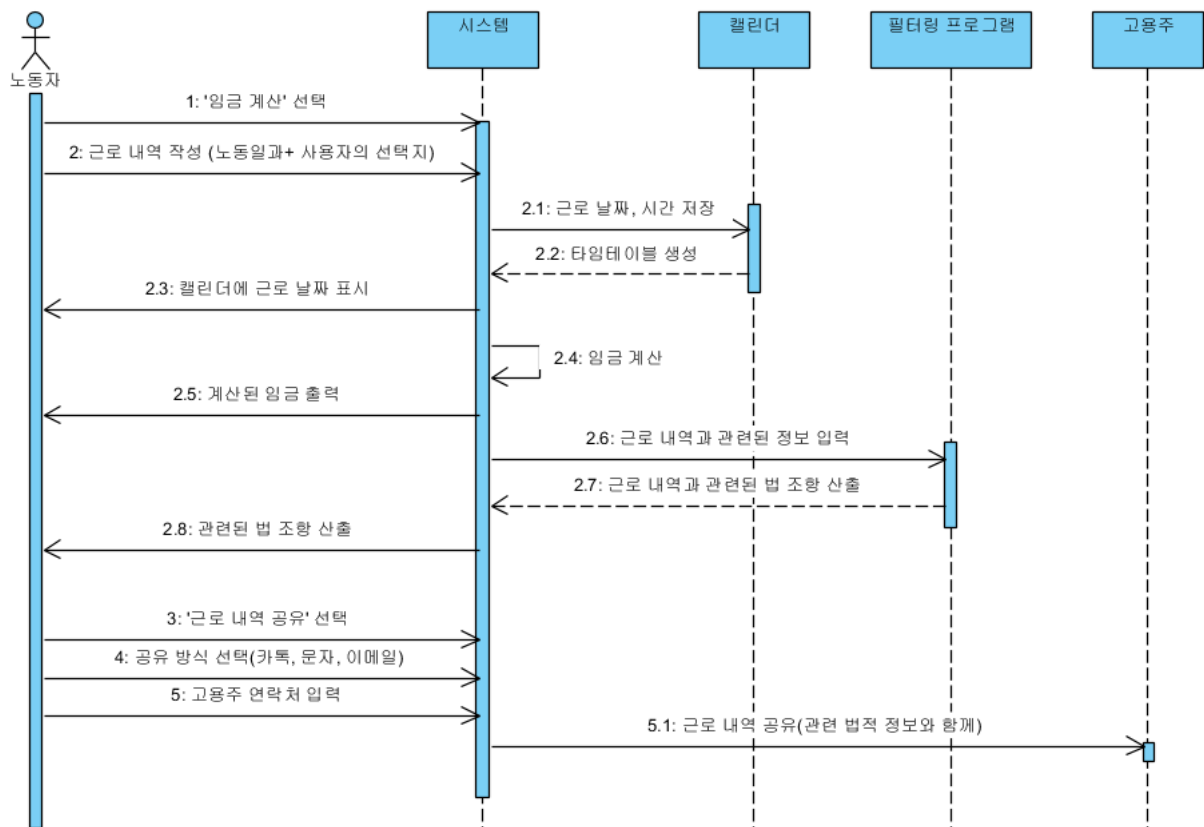 시스템
캘린더
필터링 프로그램
고용주
노동자
1: '임금 계산' 선택
2: 근로 내역 작성 (노동일과+ 사용자의 선택지)
2.1: 근로 날짜, 시간 저장
2.2: 타임테이블 생성
2.3: 캘린더에 근로 날짜 표시
2.4: 임금 계산
2.5: 계산된 임금 출력
2.6: 근로 내역과 관련된 정보 입력
2.7: 근로 내역과 관련된 법 조항 산출
2.8: 관련된 법 조항 산출
3: '근로 내역 공유' 선택
4: 공유 방식 선택(카톡, 문자, 이메일)
5: 고용주 연락처 입력
5.1: 근로 내역 공유(관련 법적 정보와 함께)